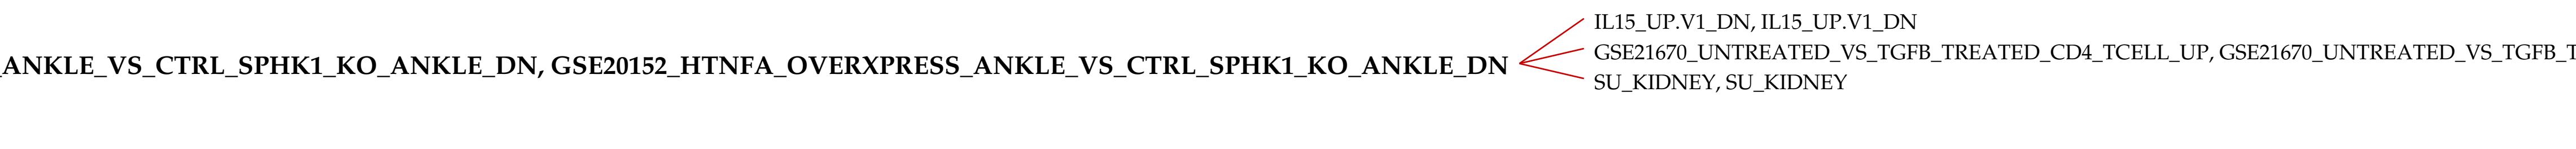 ANKLE_VS_CTRL_SPHK1_KO_ANKLE_DN, GSE20152_HTNFA_OVERXPRESS_ANKLE_VS_CTRL_SPHK1_KO_ANKLE_DN
IL15_UP.V1_DN, IL15_UP.V1_DN
GSE21670_UNTREATED_VS_TGFB_TREATED_CD4_TCELL_UP, GSE21670_UNTREATED_VS_TGFB_T
SU_KIDNEY, SU_KIDNEY